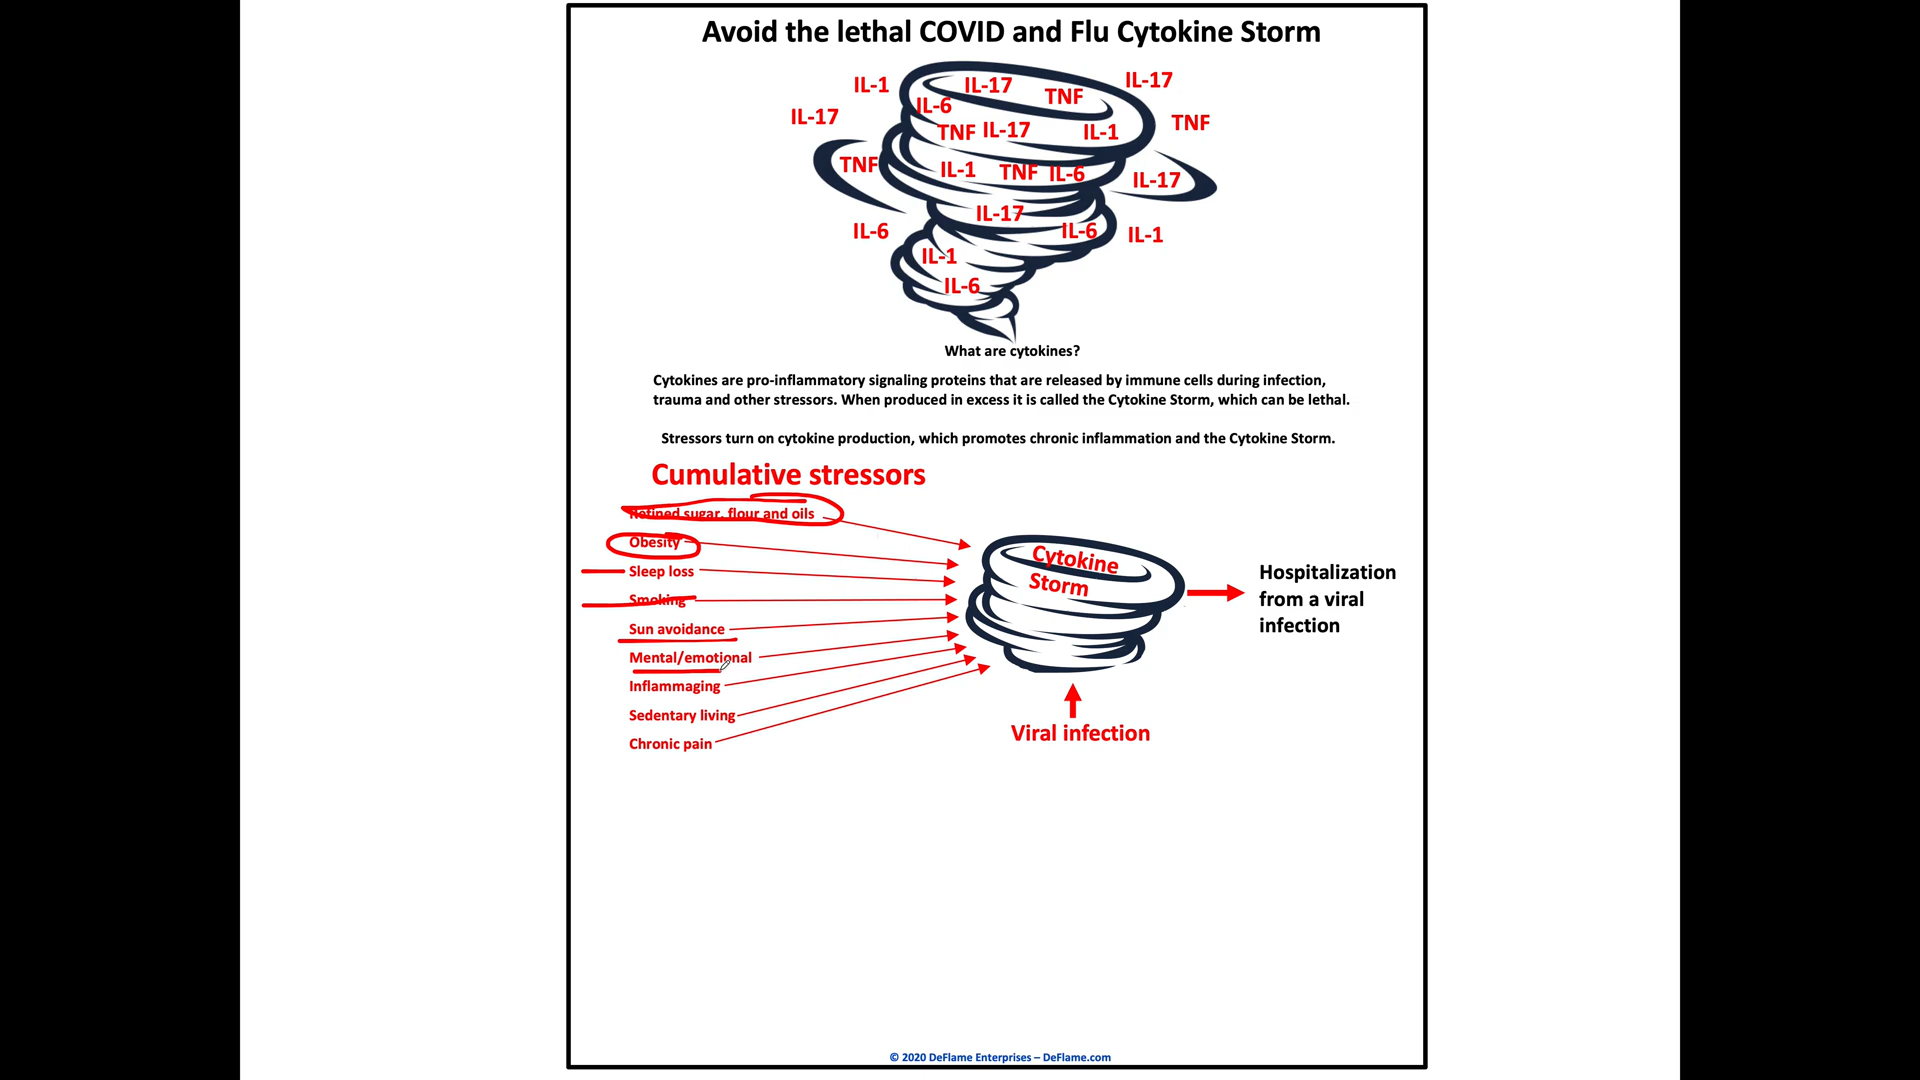 Avoid the lethal COVID and Flu Cytokine Storm
IL-1
IL-17
TNF
IL-17
IL-6
IL-17
TNF
IL-17
IL-1
TNF
TNF
IL-1
TNF
IL-6
IL-17
IL-17
IL-6
IL-6
IL-1
IL-1
IL-6
What are cytokines?
Cytokines are pro-inflammatory signaling proteins that are released by immune cells during infection,
trauma and other stressors. When produced in excess it is called the Cytokine Storm, which can be lethal.
Stressors turn on cytokine production, which promotes chronic inflammation and the Cytokine Storm.
Cumulative stressors
Refined sugar, flour and oils
Obesity
Sleep loss
Smoking
Sun avoidance
Mental/emotional
Inflammaging
Sedentary living
Chronic pain
Cytokine
Storm
Hospitalization
from a viral
infection
Viral infection
© 2020 DeFlame Enterprises – DeFlame.com